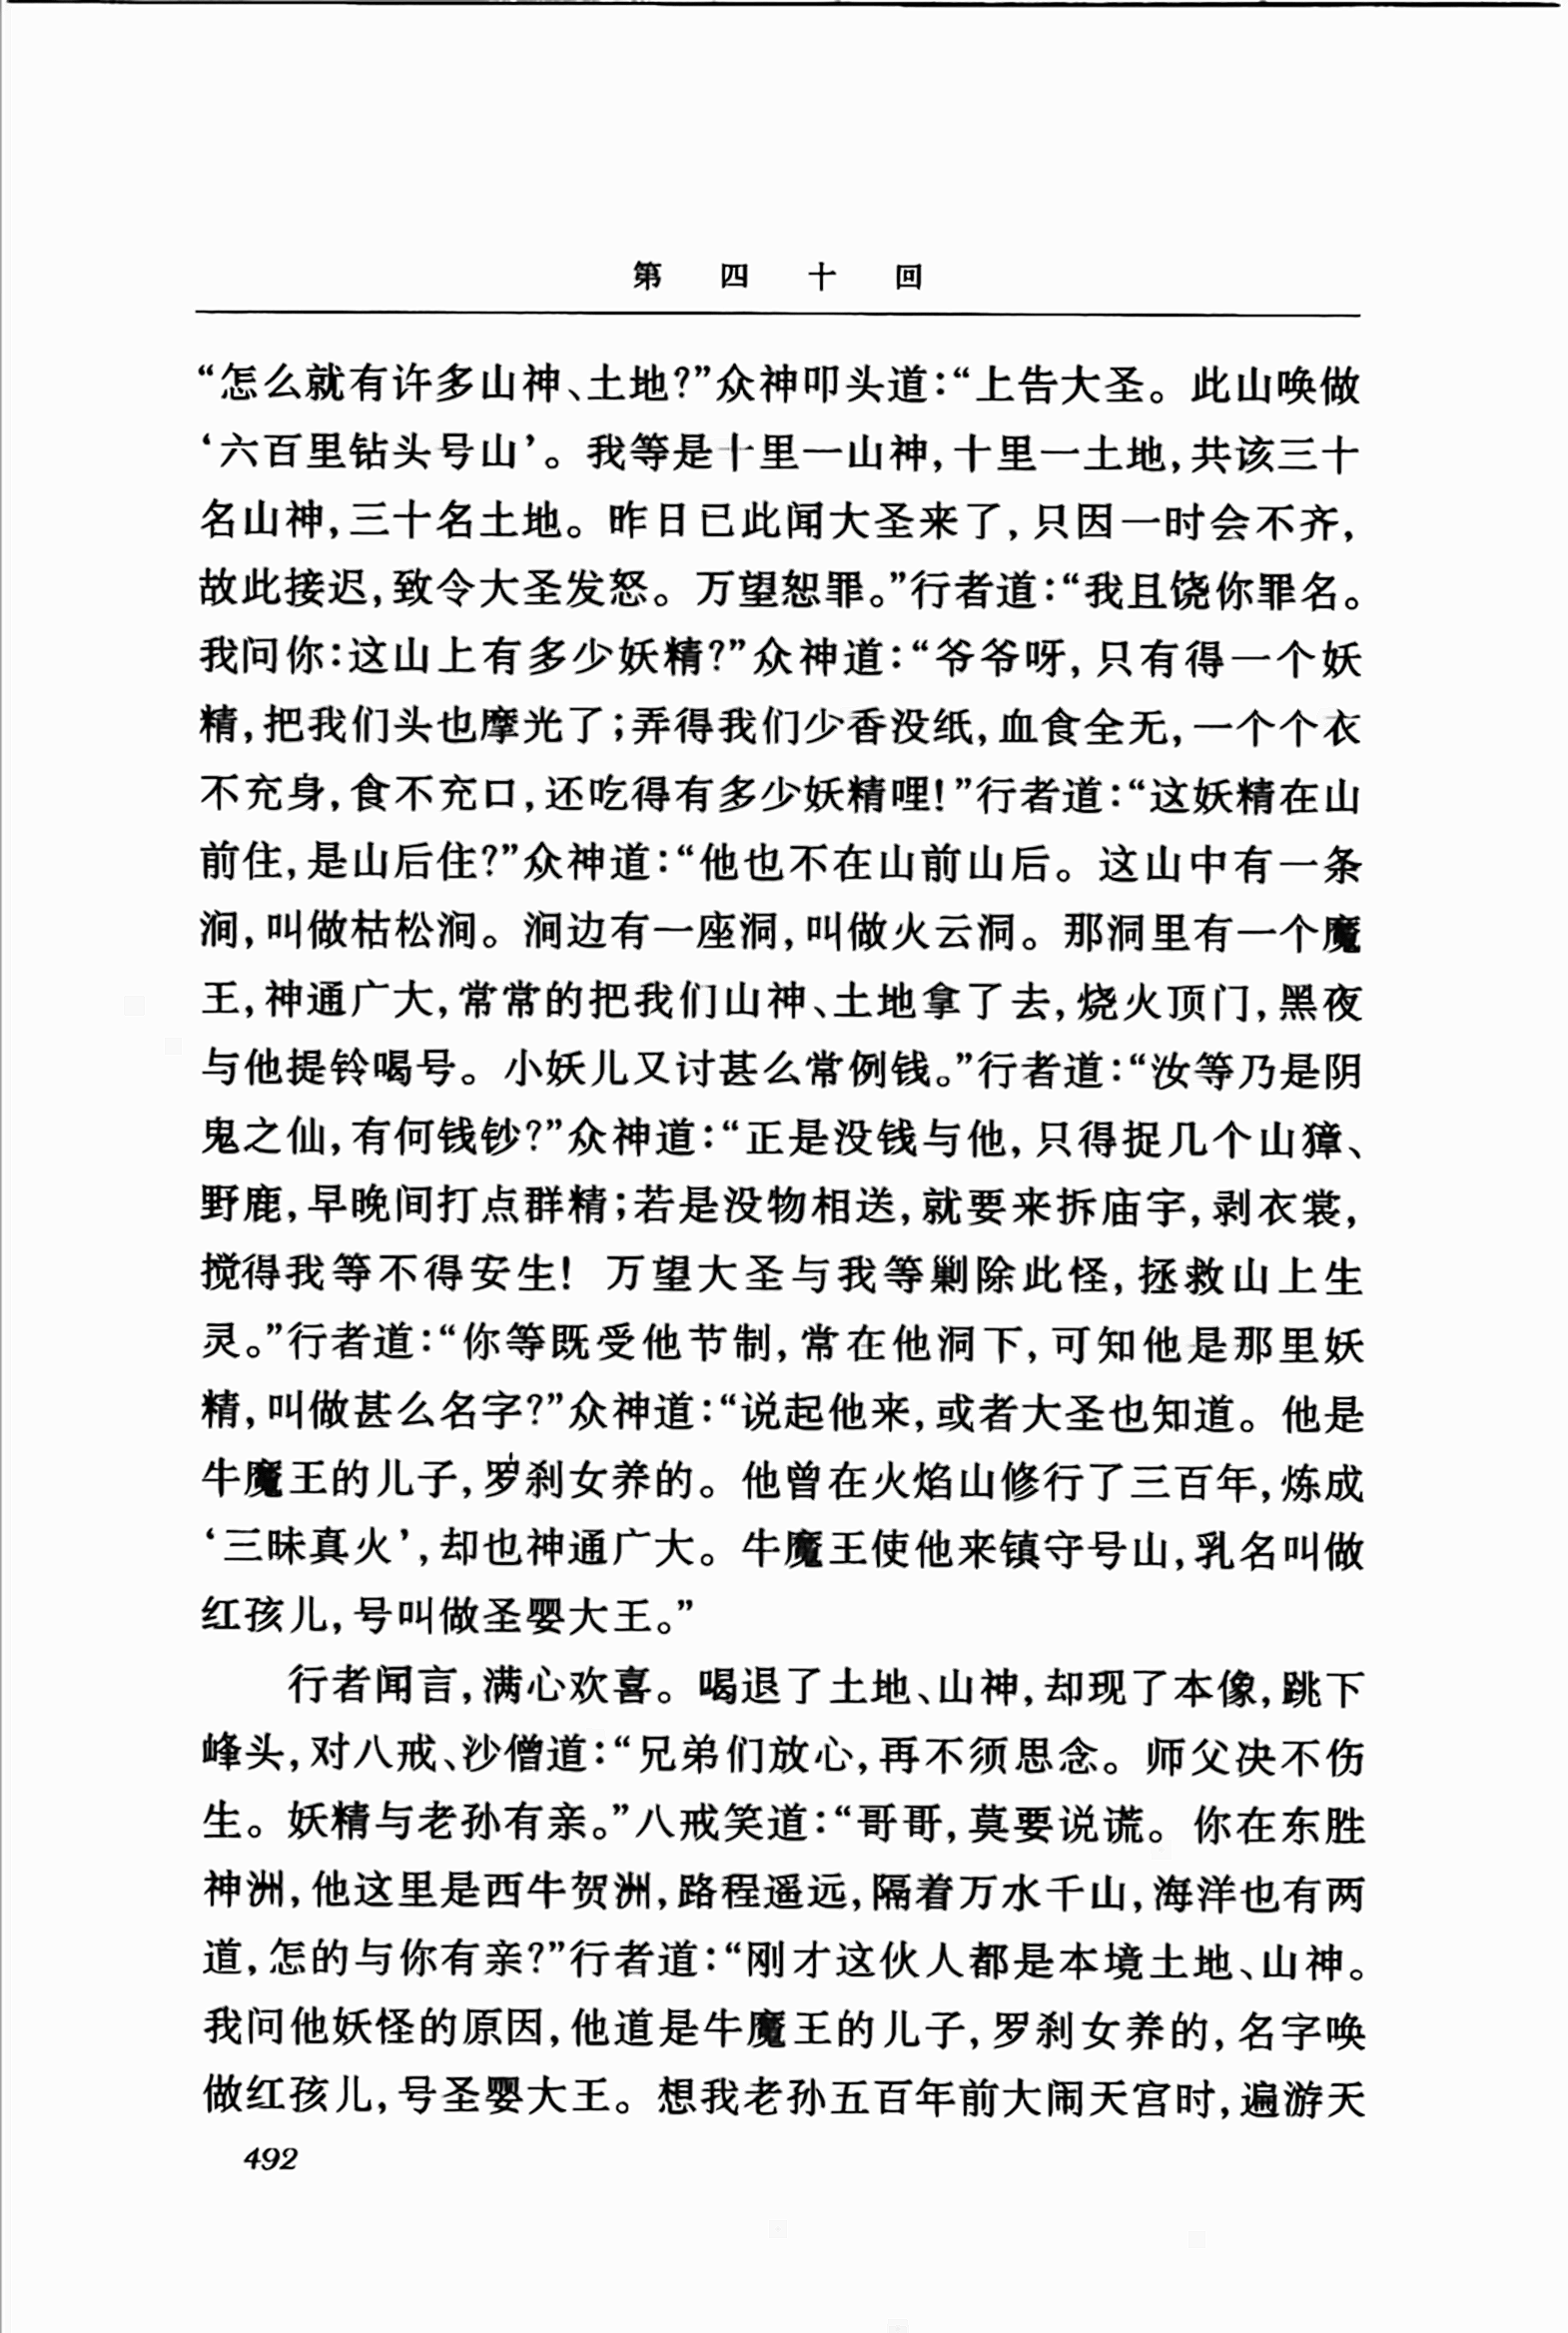 第四十回
“怎么就有许多山神、土地?”众神叩头道:“上告大圣。此山唤做
‘六百里钻头号山’。我等是十里一山神,十里一土地,共该三十
名山神,三十名土地。昨日已此闻大圣来了,只因一时会不齐,
故此接迟,致令大圣发怒。万望恕罪。”行者道:“我且饶你罪名。
我问你:这山上有多少妖精?”众神道:“爷爷呀,只有得一个妖
精,把我们头也摩光了;弄得我们少香没纸,血食全无,一个个衣
不充身,食不充口,还吃得有多少妖精哩!”行者道:“这妖精在山
前住,是山后住?”众神道:“他也不在山前山后。这山中有一条
涧,叫做枯松涧。涧边有一座洞,叫做火云洞。那洞里有一个魔
王,神通广大,常常的把我们山神、土地拿了去,烧火顶门,黑夜
与他提铃喝号。小妖儿又讨甚么常例钱。”行者道:“汝等乃是阴
鬼之仙,有何钱钞?”众神道:“正是没钱与他,只得捉几个山獐、
野鹿,早晚间打点群精;若是没物相送,就要来拆庙宇,剥衣裳,
搅得我等不得安生! 万望大圣与我等剿除此怪,拯救山上生
灵。”行者道:“你等既受他节制,常在他洞下,可知他是那里妖
精,叫做甚么名字?”众神道:“说起他来,或者大圣也知道。他是
牛魔王的儿子,罗刹女养的。他曾在火焰山修行了三百年,炼成
‘三昧真火’,却也神通广大。牛魔王使他来镇守号山,乳名叫做
红孩儿,号叫做圣婴大王。”
行者闻言,满心欢喜。喝退了土地、山神,却现了本像,跳下
峰头,对八戒、沙僧道:“兄弟们放心,再不须思念。师父决不伤
生。妖精与老孙有亲。”八戒笑道:“哥哥,莫要说谎。你在东胜
神洲,他这里是西牛贺洲,路程遥远,隔着万水千山,海洋也有两
道,怎的与你有亲?”行者道:“刚才这伙人都是本境土地、山神。
我问他妖怪的原因,他道是牛魔王的儿子,罗刹女养的,名字唤
做红孩儿,号圣婴大王。想我老孙五百年前大闹天宫时,遍游天
492